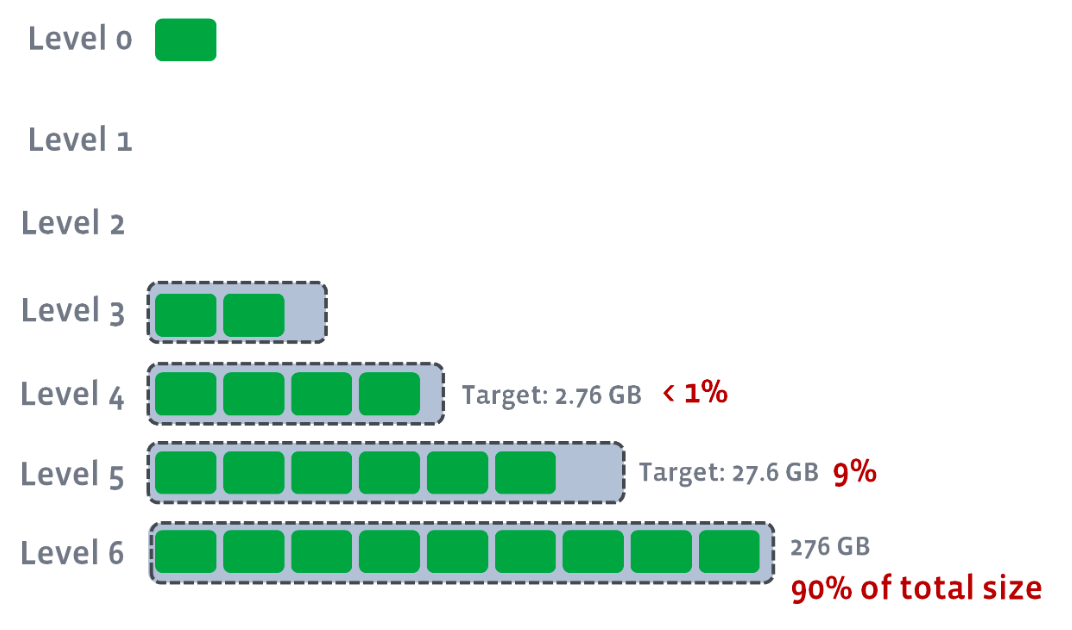 Level 0
Level 1
Level 2
Level 3
Level 4 Target: 2.76 GB < 1%
Level 5 Target: 27.6 GB 9%
Level 6 276 GB
90% of total size